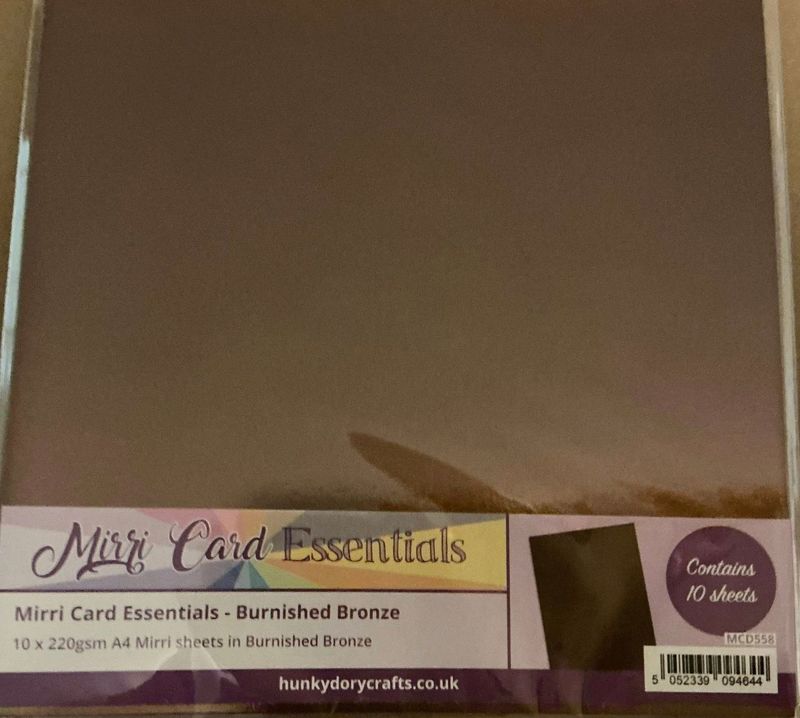 Mirri Card Essentials
Mirri Card Essentials - Burnished Bronze
10 x 220gsm A4 Mirri sheets in Burnished Bronze
hunkydorycrafts.co.uk
Contains
10 sheets
MCD558
5 052339 094644